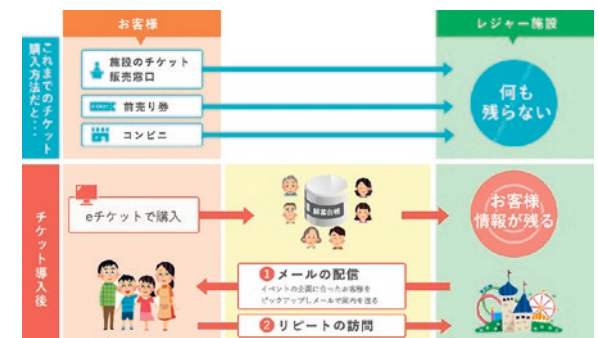 お客様
レジャー施設
これまでのチケット
購入方法だと・・・
施設のチケット
販売窓口
前売り券
コンビニ
何も
残らない
チケット導入後
eチケットで購入
顧客台帳
お客様
情報が残る
❶メールの配信
イベントの企画に合ったお客様を
ピックアップしメールで案内を送る
❷リピートの訪問